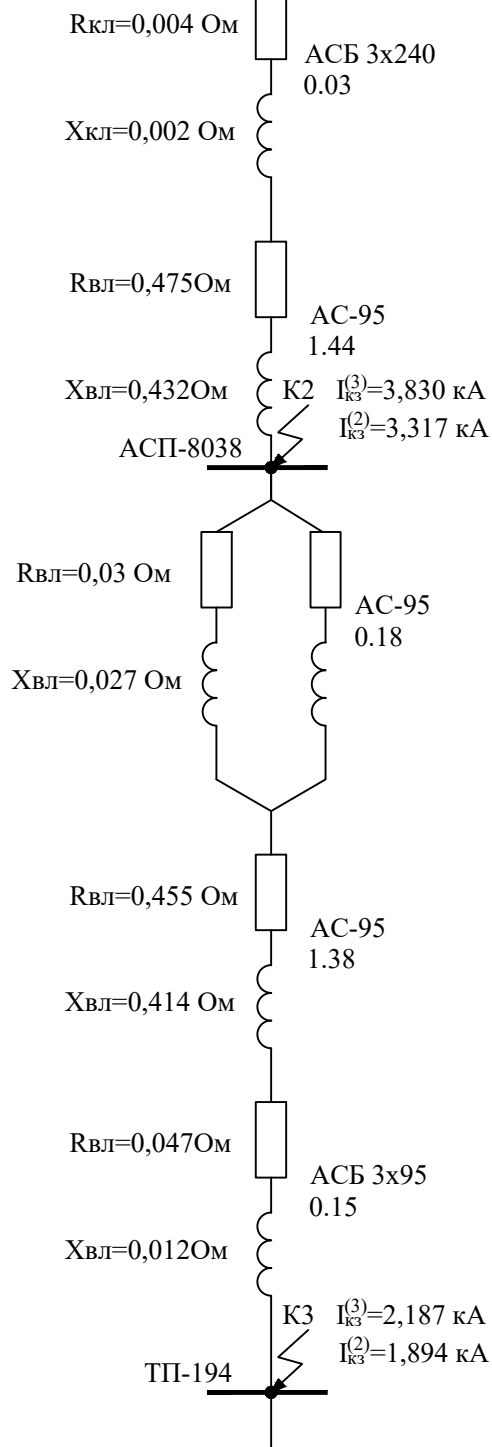 Rкл=0,004 Ом
АСБ 3х240
0.03
Xкл=0,002 Ом
Rвл=0,475Ом
АС-95
1.44
Xвл=0,432Ом
К2
I(3)кз=3,830 кА
I(2)кз=3,317 кА
АСП-8038
Rвл=0,03 Ом
АС-95
0.18
Xвл=0,027 Ом
Rвл=0,455 Ом
АС-95
1.38
Xвл=0,414 Ом
Rвл=0,047Ом
АСБ 3х95
0.15
Xвл=0,012Ом
К3
I(3)кз=2,187 кА
I(2)кз=1,894 кА
ТП-194